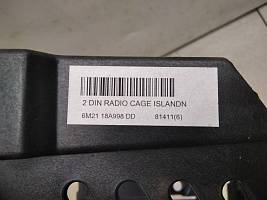 2 DIN RADIO CAGE ISLANDN
6M21 18A998 DD 81411(6)